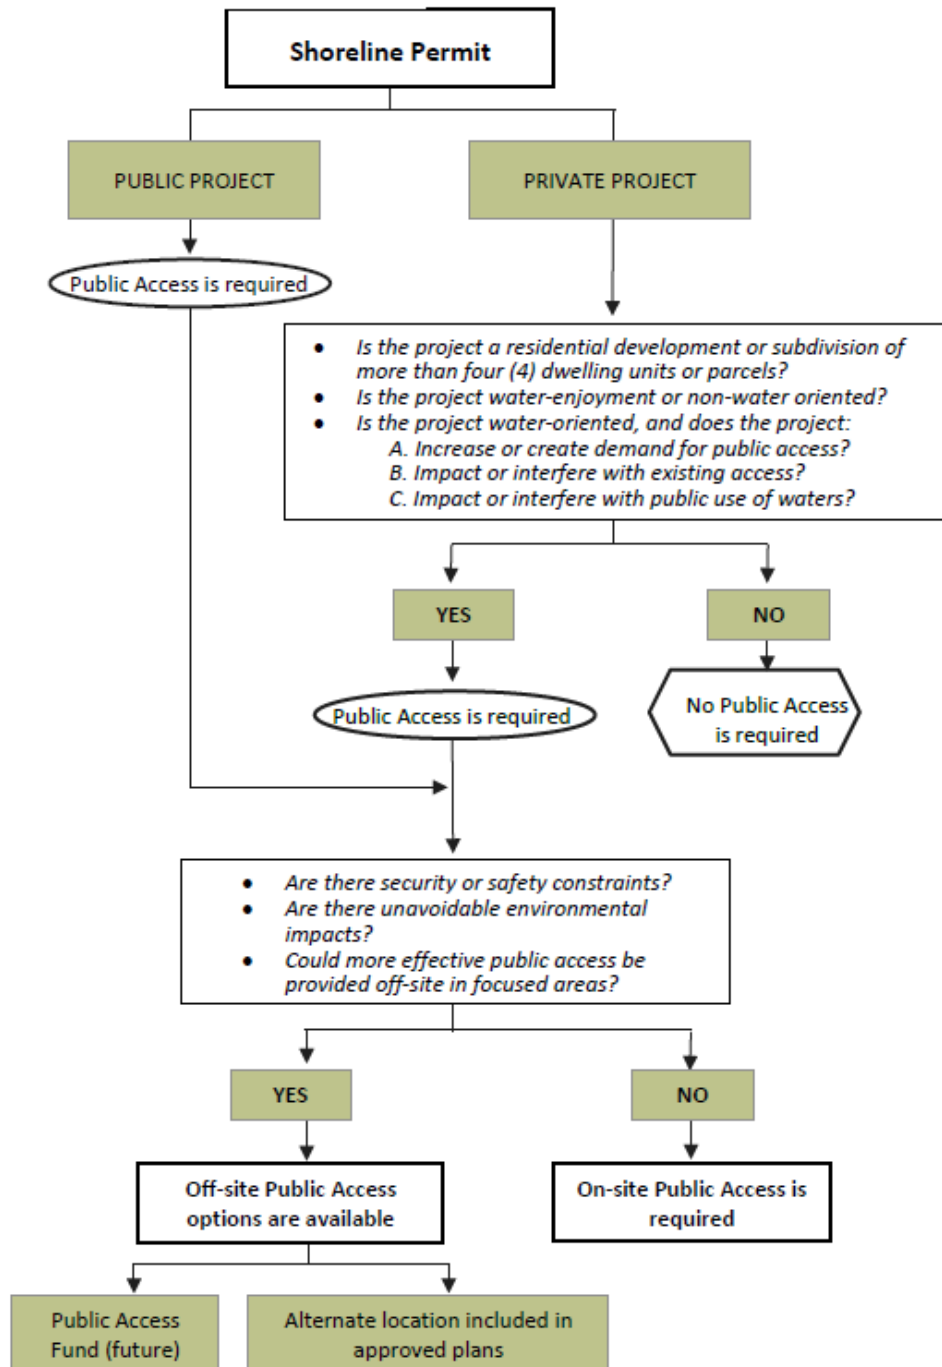 Shoreline Permit
PUBLIC PROJECT
PRIVATE PROJECT
Public Access is required
• Is the project a residential development or subdivision of
more than four (4) dwelling units or parcels?
• Is the project water-enjoyment or non-water oriented?
• Is the project water-oriented, and does the project:
A. Increase or create demand for public access?
B. Impact or interfere with existing access?
C. Impact or interfere with public use of waters?
YES
NO
Public Access is required
No Public Access
is required
• Are there security or safety constraints?
• Are there unavoidable environmental
impacts?
• Could more effective public access be
provided off-site in focused areas?
YES
NO
Off-site Public Access
options are available
On-site Public Access is
required
Public Access
Fund (future)
Alternate location included in
approved plans